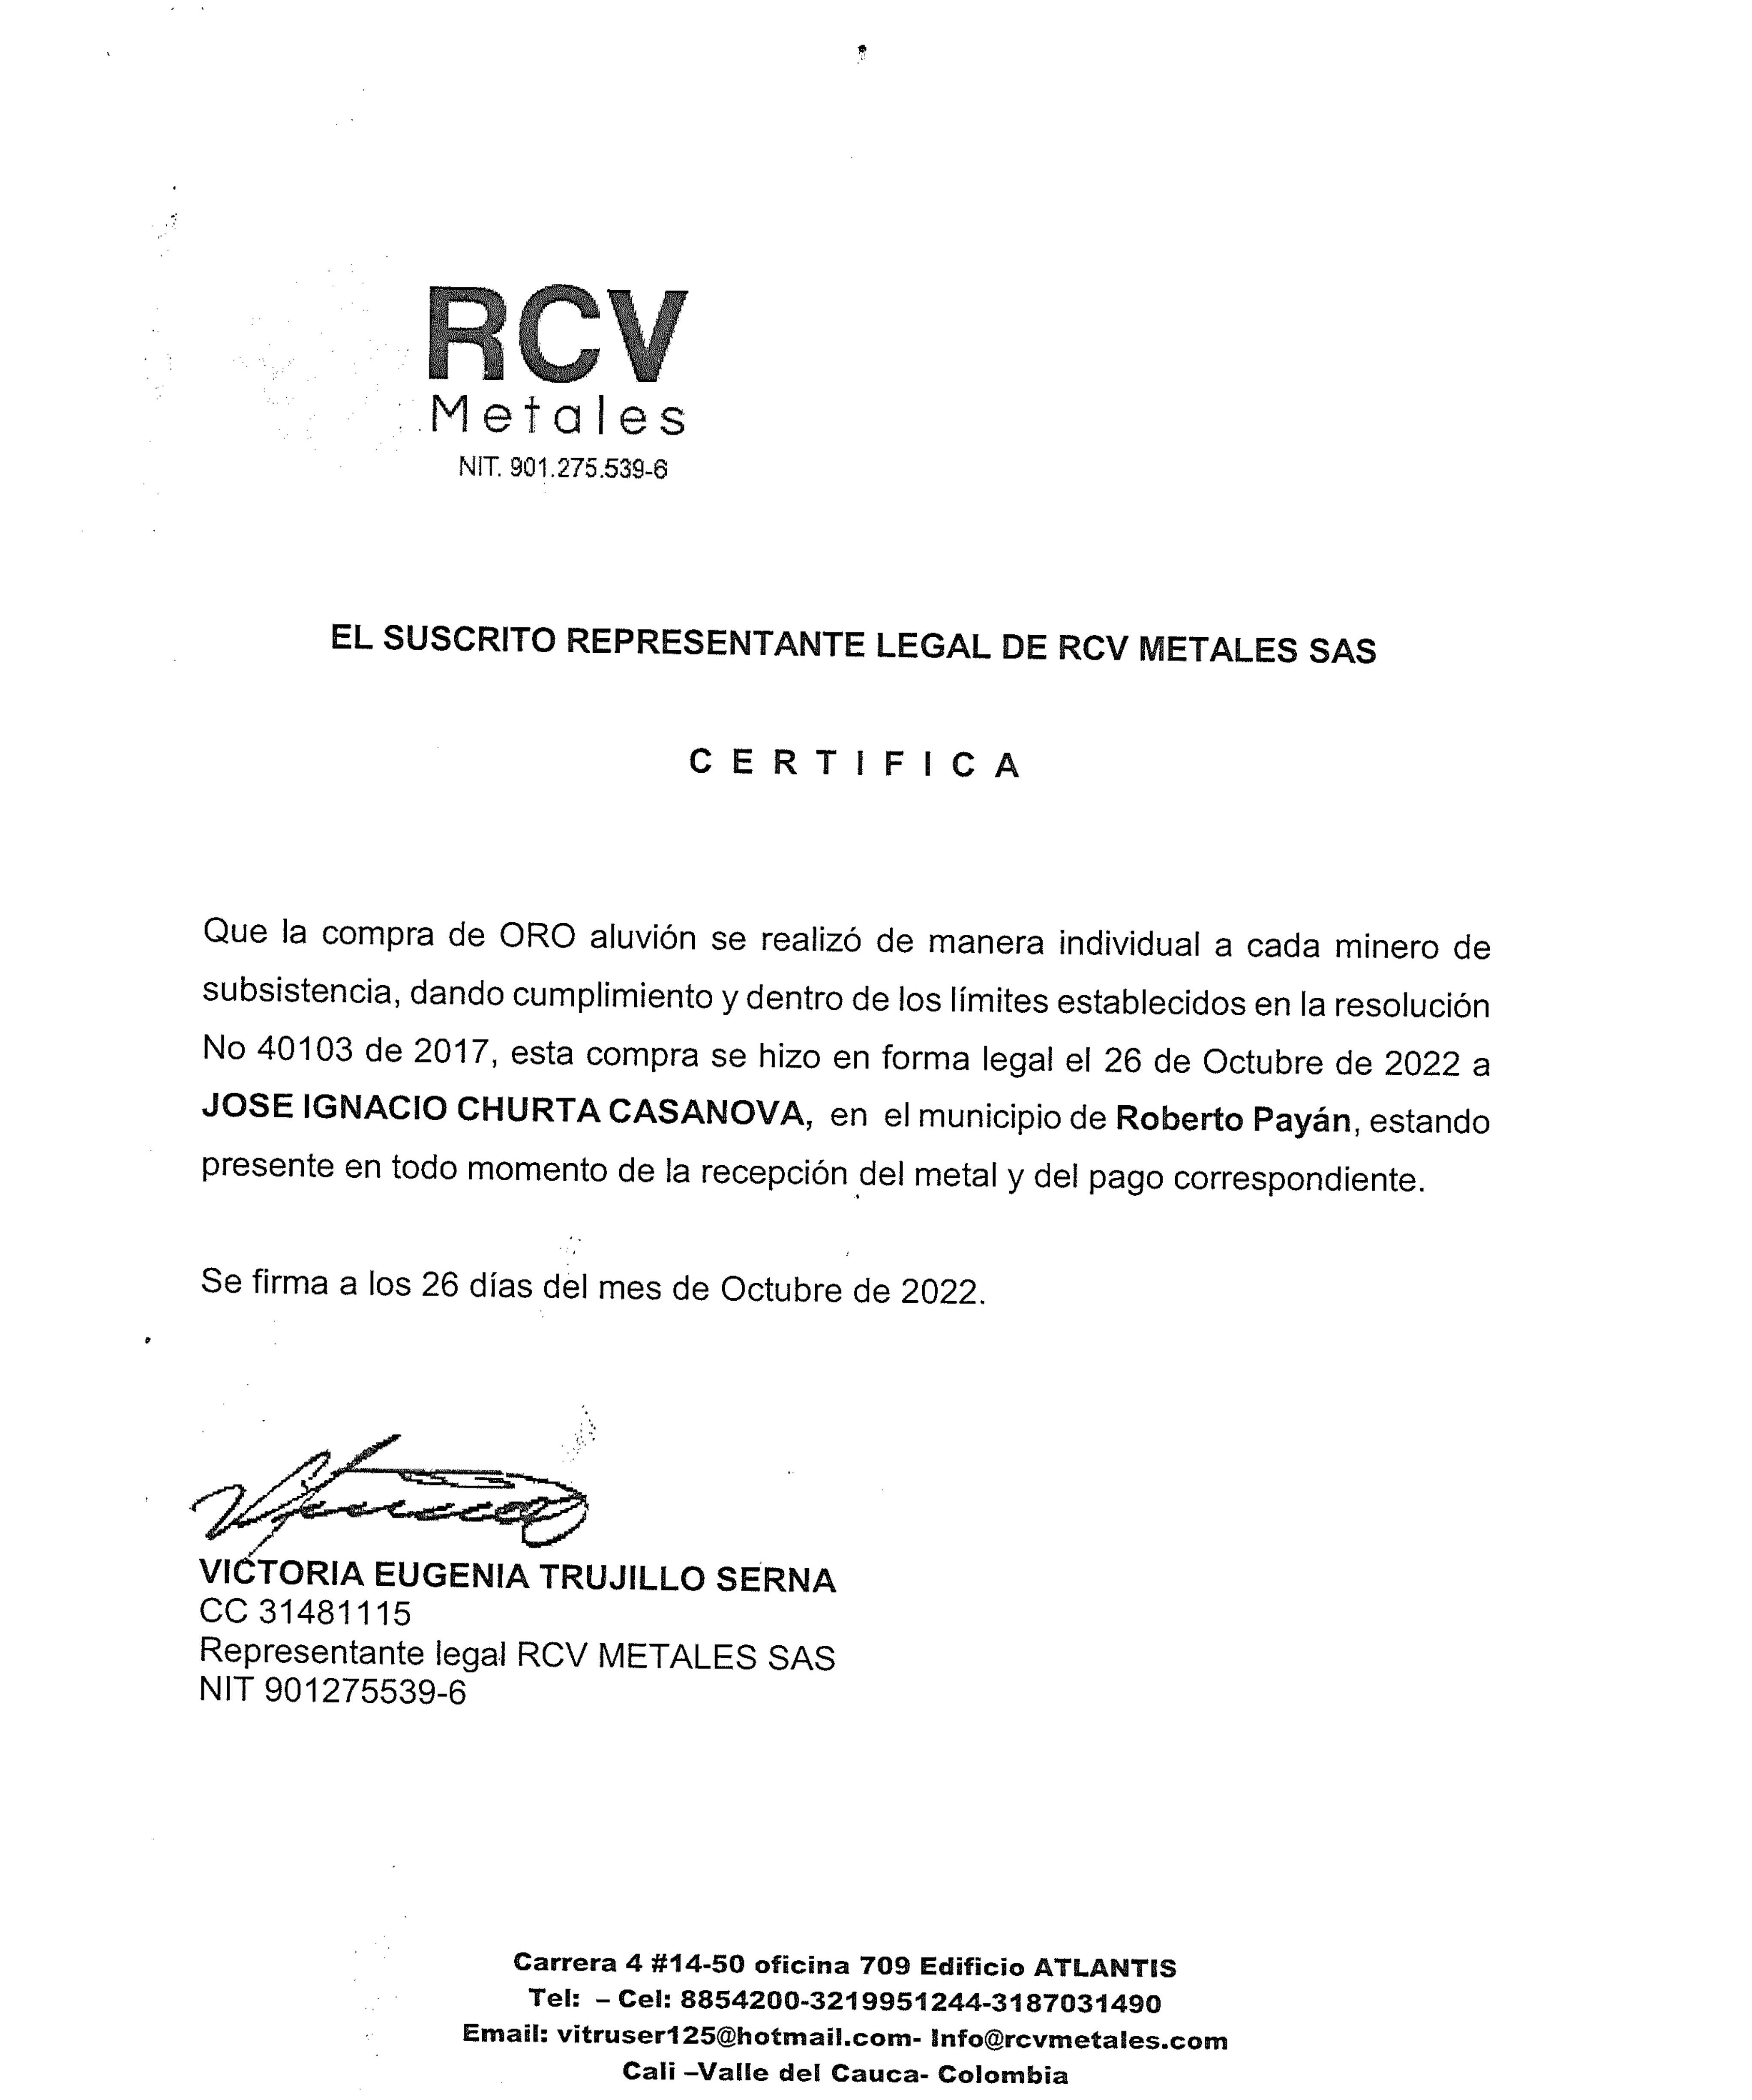 RCV
Metales
NIT. 901.275.539-6
EL SUSCRITO REPRESENTANTE LEGAL DE RCV METALES SAS
C E R T I F I C A
Que la compra de ORO aluvión se realizó de manera individual a cada minero de
subsistencia, dando cumplimiento y dentro de los límites establecidos en la resolución
No 40103 de 2017, esta compra se hizo en forma legal el 26 de Octubre de 2022 a
JOSE IGNACIO CHURTA CASANOVA, en el municipio de Roberto Payán, estando
presente en todo momento de la recepción del metal y del pago correspondiente.
Se firma a los 26 días del mes de Octubre de 2022.
VICTORIA EUGENIA TRUJILLO SERNA
CC 31481115
Representante legal RCV METALES SAS
NIT 901275539-6
Carrera 4 #14-50 oficina 709 Edificio ATLANTIS
Tel: – Cel: 8854200-3219951244-3187031490
Email: vitruser125@hotmail.com- Info@rcvmetales.com
Cali –Valle del Cauca- Colombia